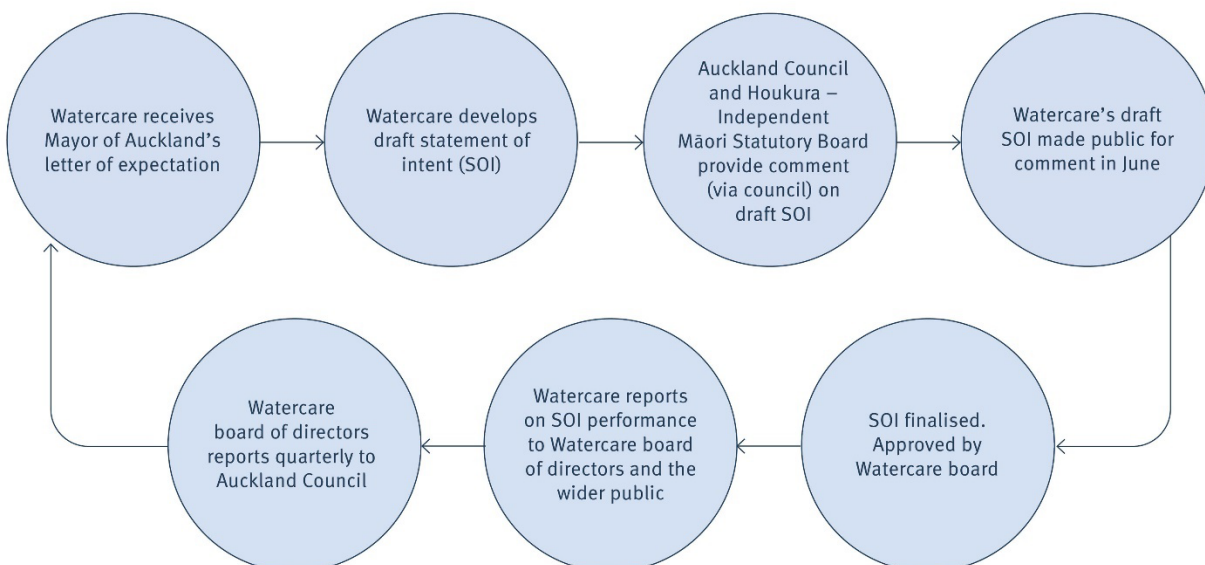 Watercare receives
Mayor of Auckland’s
letter of expectation
Watercare develops
draft statement of
intent (SOI)
Auckland Council
and Houkura –
Independent
Māori Statutory Board
provide comment
(via council) on
draft SOI
Watercare’s draft
SOI made public for
comment in June
SOI finalised.
Approved by
Watercare board
Watercare reports
on SOI performance
to Watercare board
of directors and the
wider public
Watercare
board of directors
reports quarterly to
Auckland Council